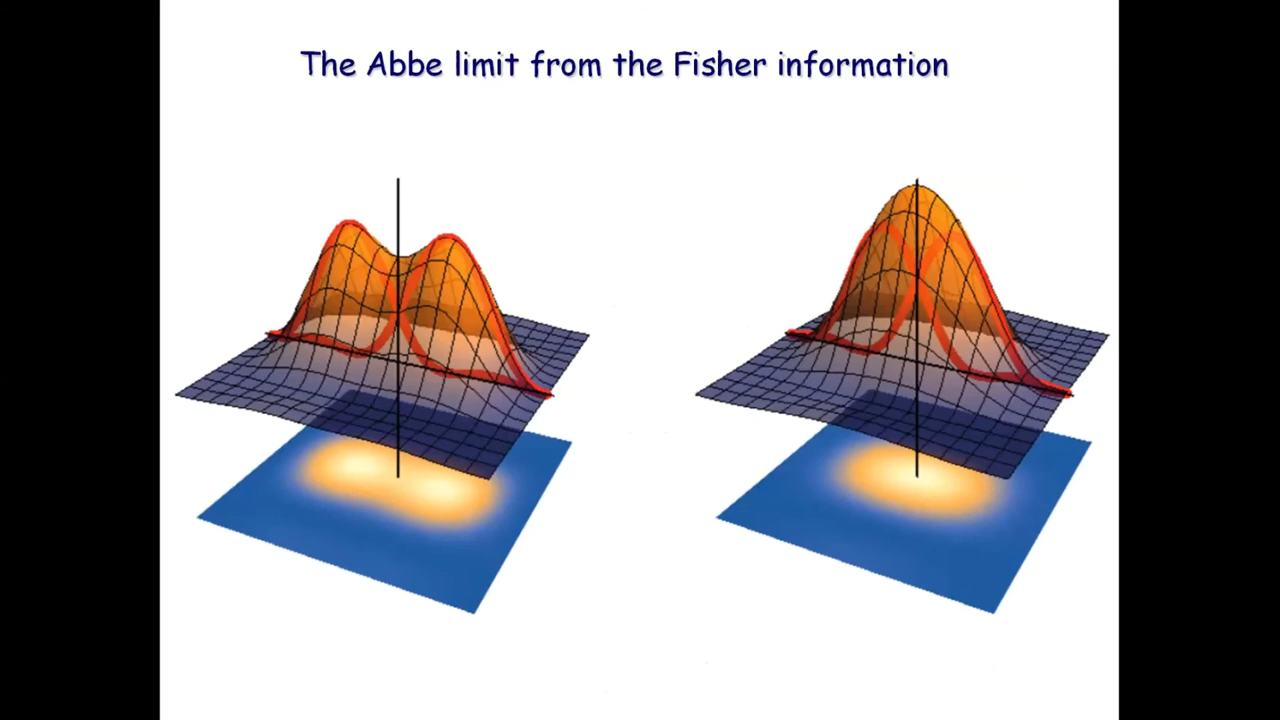 The Abbe limit from the Fisher information